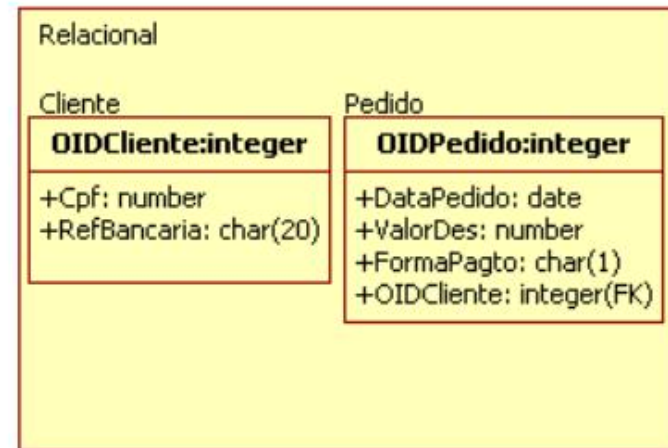 Relacional
Cliente
OIDCliente:integer
+Cpf: number
+RefBancaria: char(20)
Pedido
OIDPedido:integer
+DataPedido: date
+ValorDes: number
+FormaPagto: char(1)
+OIDCliente: integer(FK)